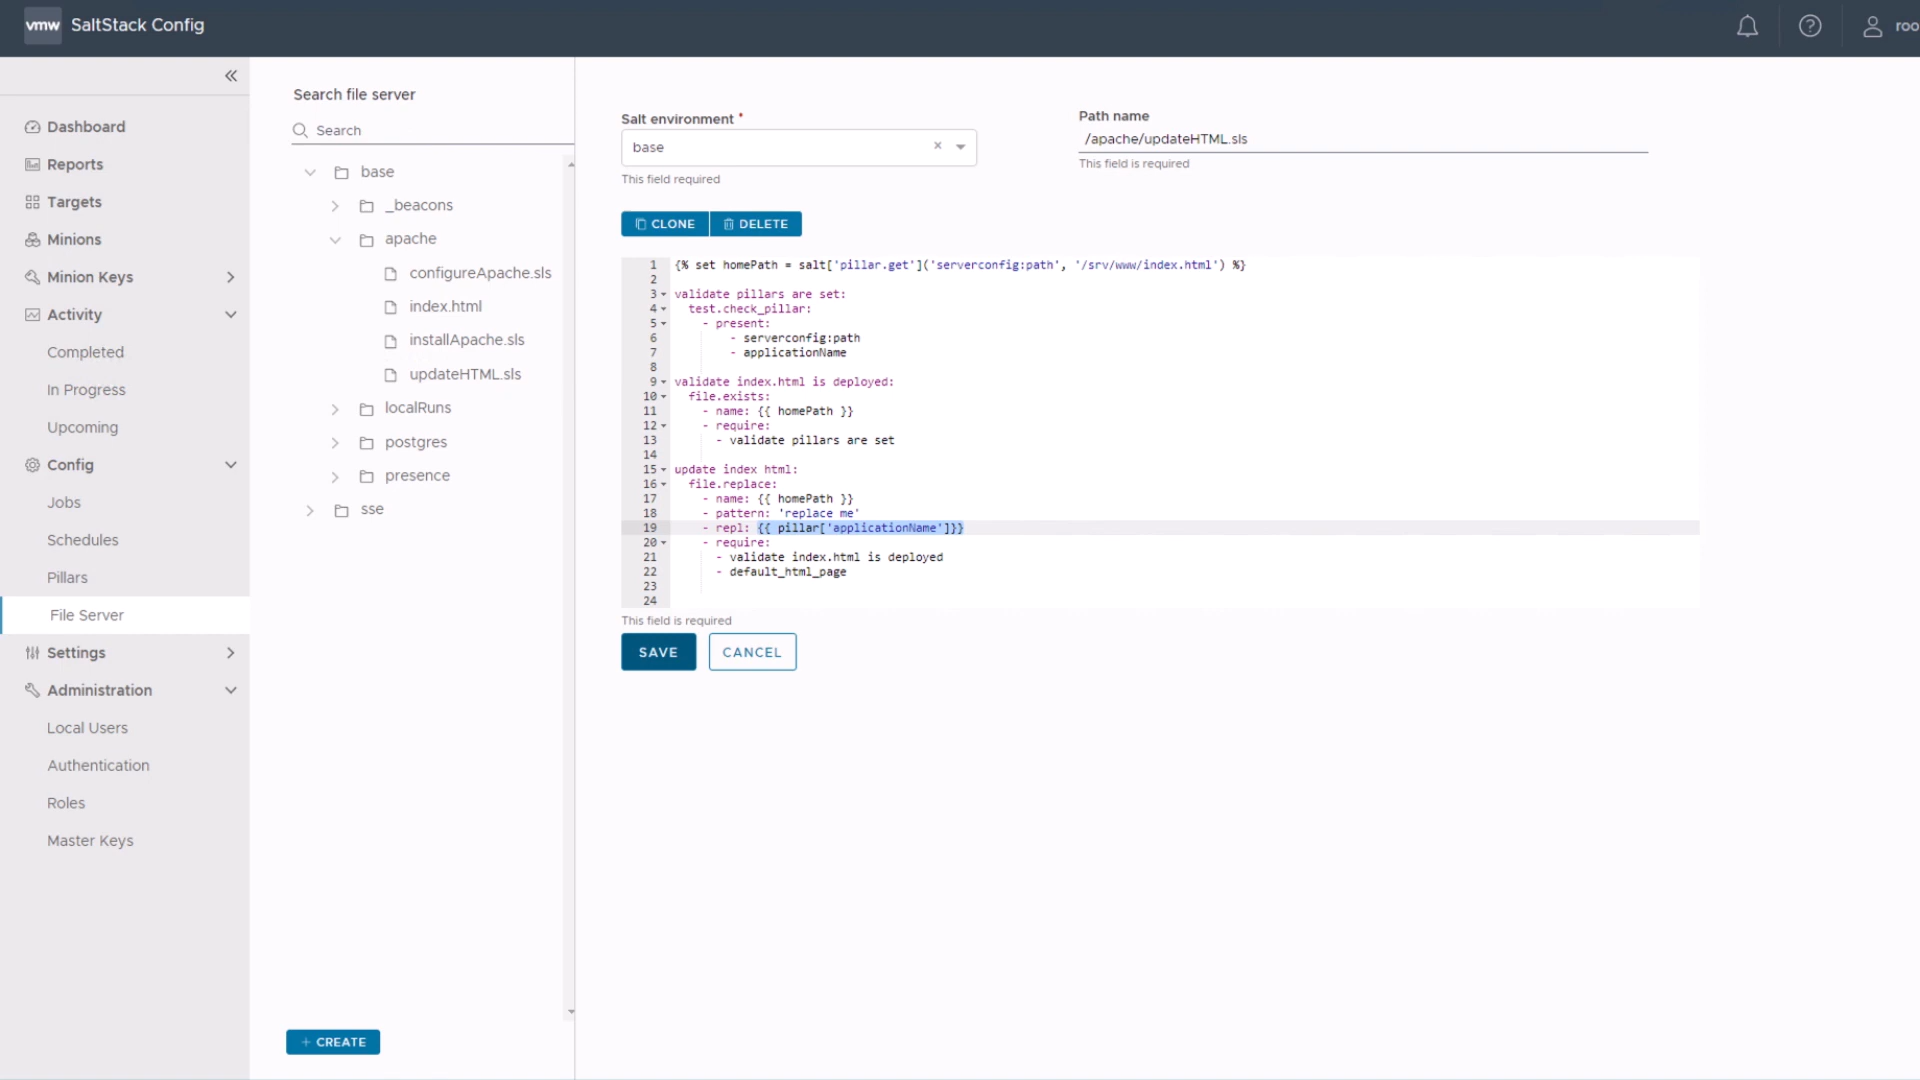 vmw SaltStack Config
roo
Dashboard
Reports
Targets
Minions
Minion Keys
Activity
Completed
In Progress
Upcoming
Config
Jobs
Schedules
Pillars
File Server
Settings
Administration
Local Users
Authentication
Roles
Master Keys
Search file server
Search
base
_beacons
apache
configureApache.sls
index.html
installApache.sls
updateHTML.sls
localRuns
postgres
presence
sse
+ CREATE
Salt environment *
base
This field required
Path name
/apache/updateHTML.sls
This field is required
CLONE DELETE
1 {% set homePath = salt['pillar.get']('serverconfig:path', '/srv/www/index.html') %}
2
3 validate pillars are set:
4 test.check_pillar:
5 - present:
6 - serverconfig:path
7 - applicationName
8
9 validate index.html is deployed:
10 file.exists:
11 - name: {{ homePath }}
12 - require:
13 - validate pillars are set
14
15 update index html:
16 file.replace:
17 - name: {{ homePath }}
18 - pattern: 'replace me'
19 - repl: {{ pillar['applicationName']}}
20 - require:
21 - validate index.html is deployed
22 - default_html_page
23
24
This field is required
SAVE CANCEL